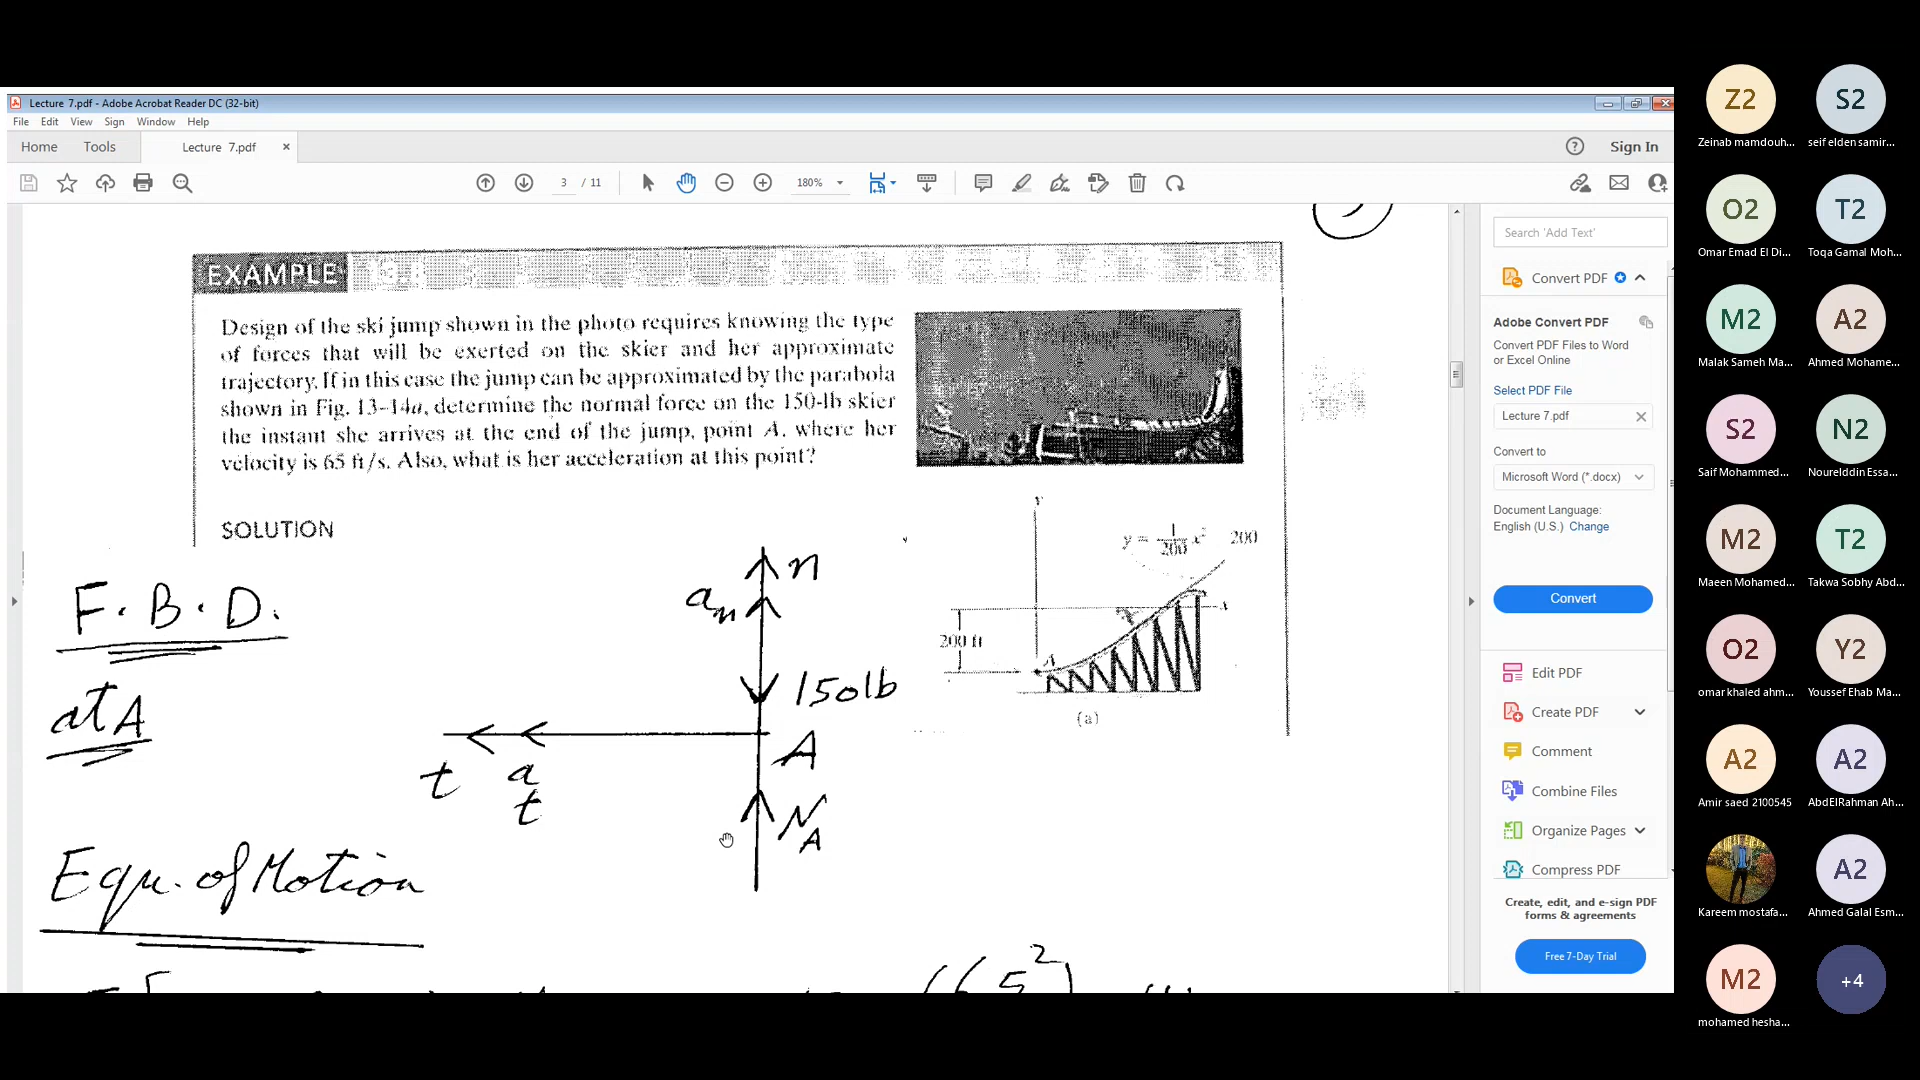 Lecture 7.pdf - Adobe Acrobat Reader DC (32-bit)
File Edit View Sign Window Help
Home Tools Lecture 7.pdf × Sign In
3 / 11 180%
EXAMPLE
Design of the ski jump shown in the photo requires knowing the type
of forces that will be exerted on the skier and her approximate
trajectory. If in this case the jump can be approximated by the parabola
shown in Fig. 13–14a, determine the normal force on the 150-lb skier
the instant she arrives at the end of the jump, point A, where her
velocity is 65 ft/s. Also, what is her acceleration at this point?
SOLUTION
y = 1/200 x² 200
x
200 ft
A
(a)
F.B.D.
at A
n
an
150 lb
A
t
at
NA
Equ. of Motion
(65²)
Search 'Add Text'
Convert PDF
Adobe Convert PDF
Convert PDF Files to Word
or Excel Online
Select PDF File
Lecture 7.pdf
Convert to
Microsoft Word (*.docx)
Document Language:
English (U.S.) Change
Convert
Edit PDF
Create PDF
Comment
Combine Files
Organize Pages
Compress PDF
Create, edit, and e-sign PDF
forms & agreements
Free 7-Day Trial
Z2 S2
Zeinab mamdouh... seif elden samir...
O2 T2
Omar Emad El Di... Toqa Gamal Moh...
M2 A2
Malak Sameh Ma... Ahmed Mohame...
S2 N2
Saif Mohammed... Nourelddin Essa...
M2 T2
Maeen Mohamed... Takwa Sobhy Abd...
O2 Y2
omar khaled ahm... Youssef Ehab Ma...
A2 A2
Amir saed 2100545 AbdElRahman Ah...
A2
Kareem mostafa... Ahmed Galal Esm...
M2 +4
mohamed hesha...